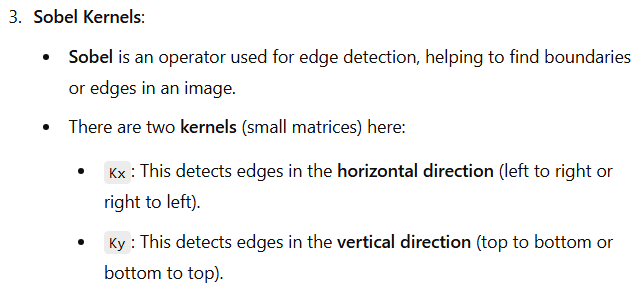 3. Sobel Kernels:
• Sobel is an operator used for edge detection, helping to find boundaries
or edges in an image.
• There are two kernels (small matrices) here:
• Kx: This detects edges in the horizontal direction (left to right or
right to left).
• Ky: This detects edges in the vertical direction (top to bottom or
bottom to top).